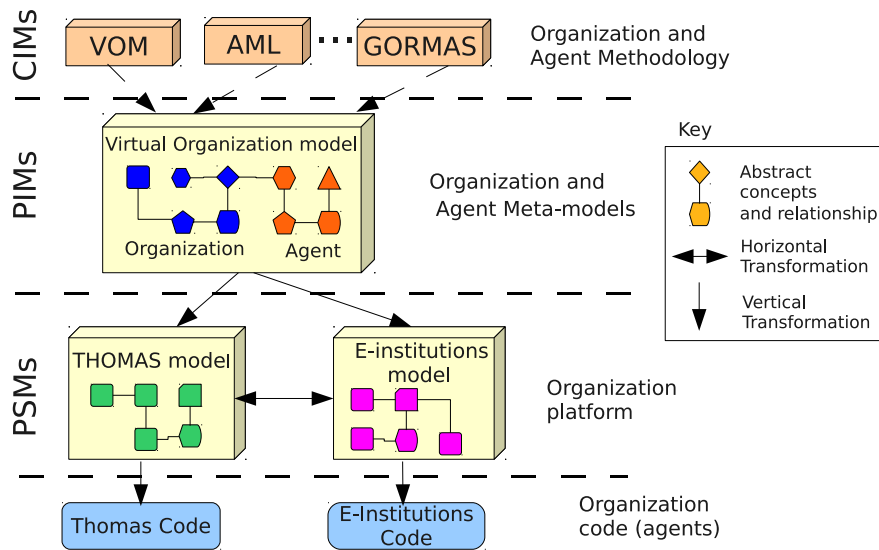 CIMs
VOM
AML
GORMAS
Organization and
Agent Methodology
PIMs
Virtual Organization model
Organization
Agent
Organization and
Agent Meta-models
Key
Abstract
concepts
and relationship
Horizontal
Transformation
Vertical
Transformation
PSMs
THOMAS model
E-institutions
model
Organization
platform
Thomas Code
E-Institutions
Code
Organization
code (agents)